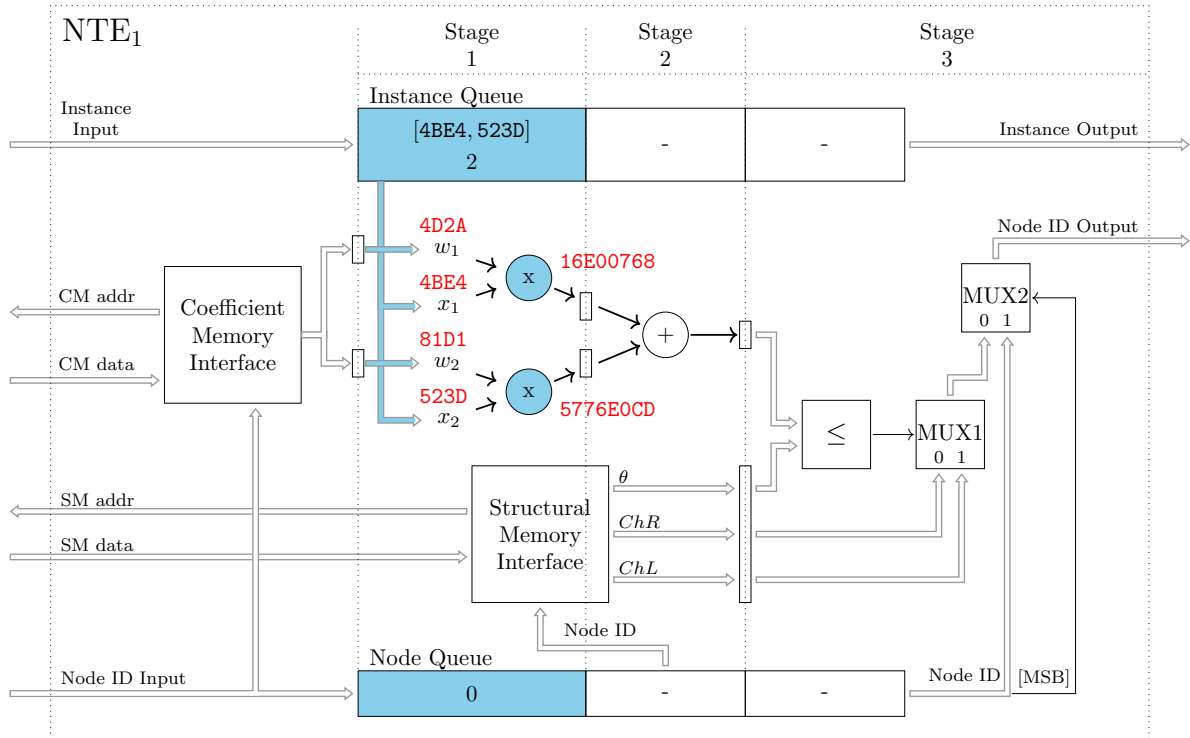 NTE1
Stage
1
Stage
2
Stage
3
Instance Queue
Instance
Input
[4BE4, 523D]
2
-
-
Instance Output
4D2A
w1
4BE4
x1
81D1
w2
523D
x2
x
16E00768
x
5776E0CD
+
Node ID Output
MUX2
0 1
CM addr
CM data
Coefficient
Memory
Interface
≤
MUX1
0 1
SM addr
SM data
Structural
Memory
Interface
θ
ChR
ChL
Node ID
Node Queue
Node ID Input
0
-
-
Node ID
[MSB]